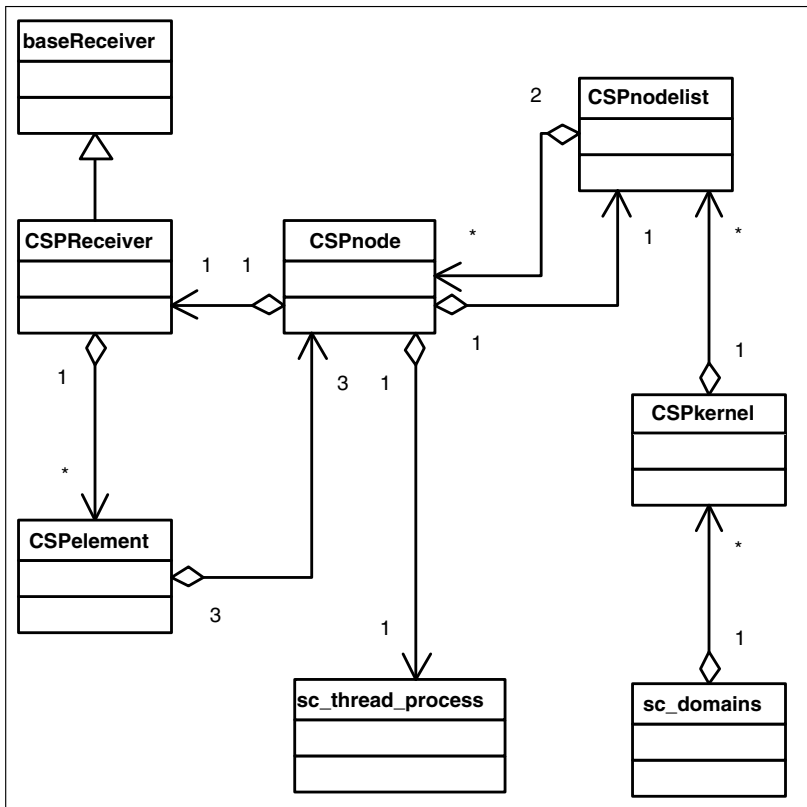 baseReceiver
CSPnodelist
2
CSPReceiver
CSPnode
*
1
*
1
1
1
1
1
3
1
CSPkernel
*
*
CSPelement
3
1
1
sc_thread_process
sc_domains